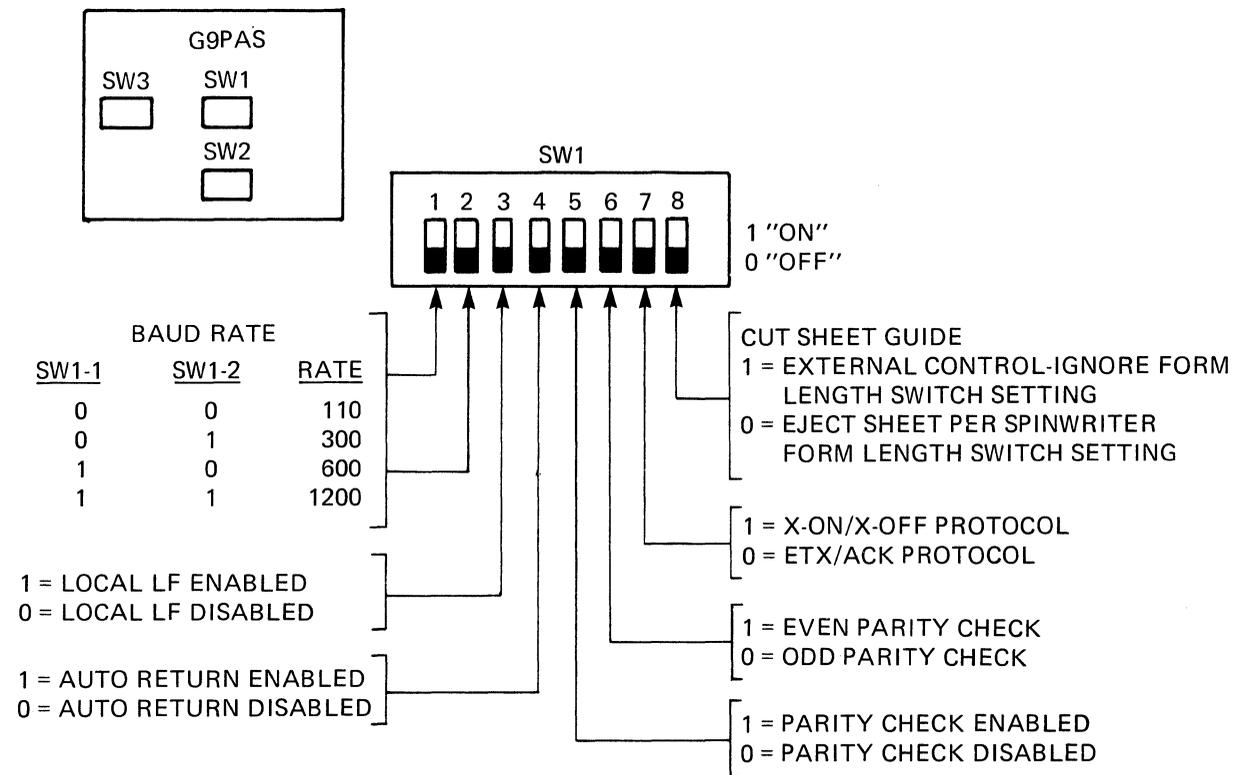 G9PAS
SW3 SW1
SW2
SW1
1 2 3 4 5 6 7 8
1 "ON"
0 "OFF"
BAUD RATE
SW1-1 SW1-2 RATE
0 0 110
0 1 300
1 0 600
1 1 1200
1 = LOCAL LF ENABLED
0 = LOCAL LF DISABLED
1 = AUTO RETURN ENABLED
0 = AUTO RETURN DISABLED
CUT SHEET GUIDE
1 = EXTERNAL CONTROL-IGNORE FORM
LENGTH SWITCH SETTING
0 = EJECT SHEET PER SPINWRITER
FORM LENGTH SWITCH SETTING
1 = X-ON/X-OFF PROTOCOL
0 = ETX/ACK PROTOCOL
1 = EVEN PARITY CHECK
0 = ODD PARITY CHECK
1 = PARITY CHECK ENABLED
0 = PARITY CHECK DISABLED